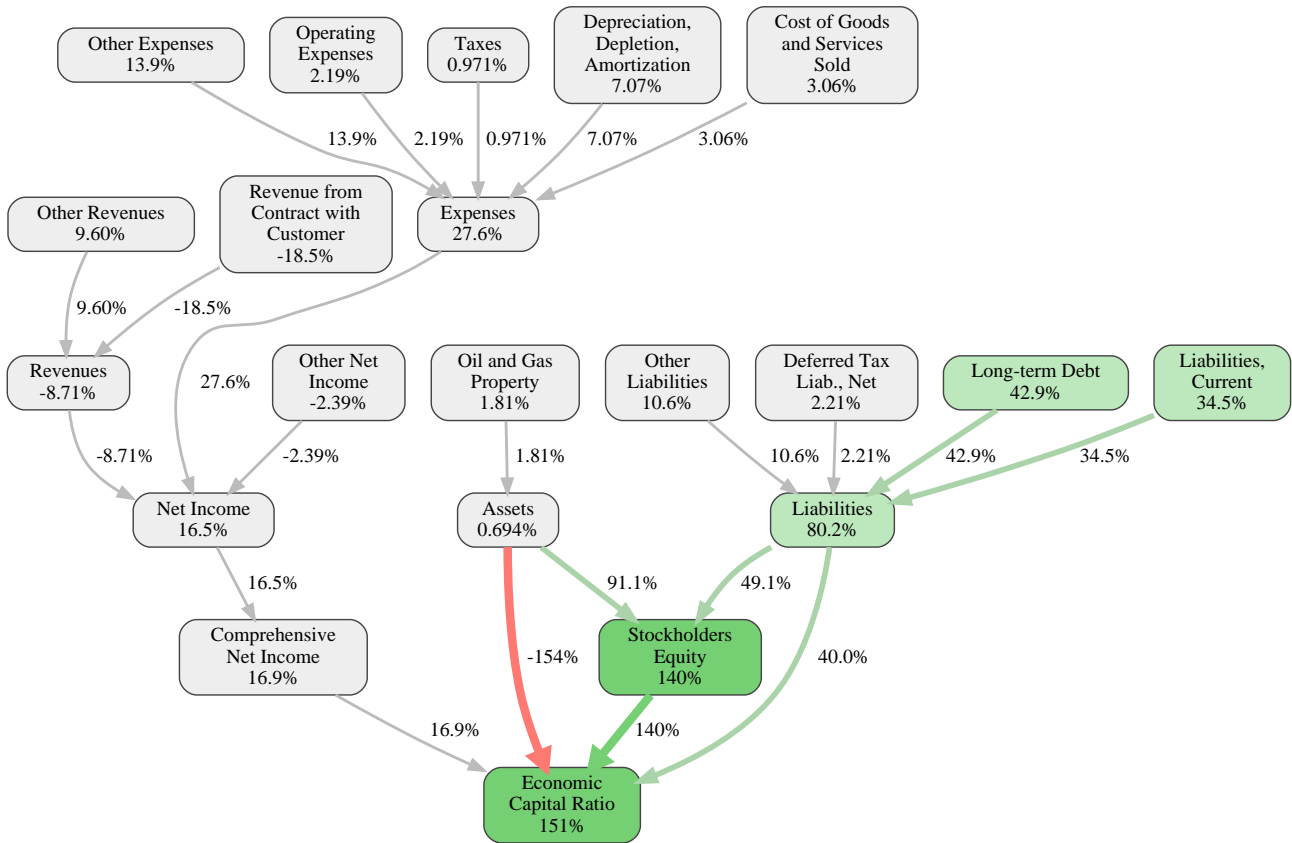 Other Expenses
13.9%
Operating
Expenses
2.19%
Taxes
0.971%
Depreciation,
Depletion,
Amortization
7.07%
Cost of Goods
and Services
Sold
3.06%
13.9%
2.19%
0.971%
7.07%
3.06%
Other Revenues
9.60%
Revenue from
Contract with
Customer
-18.5%
Expenses
27.6%
9.60%
-18.5%
Revenues
-8.71%
27.6%
Other Net
Income
-2.39%
Oil and Gas
Property
1.81%
Other
Liabilities
10.6%
Deferred Tax
Liab., Net
2.21%
Long-term Debt
42.9%
Liabilities,
Current
34.5%
-8.71%
-2.39%
1.81%
10.6%
2.21%
42.9%
34.5%
Net Income
16.5%
Assets
0.694%
Liabilities
80.2%
16.5%
91.1%
49.1%
Comprehensive
Net Income
16.9%
-154%
Stockholders
Equity
140%
40.0%
16.9%
140%
Economic
Capital Ratio
151%